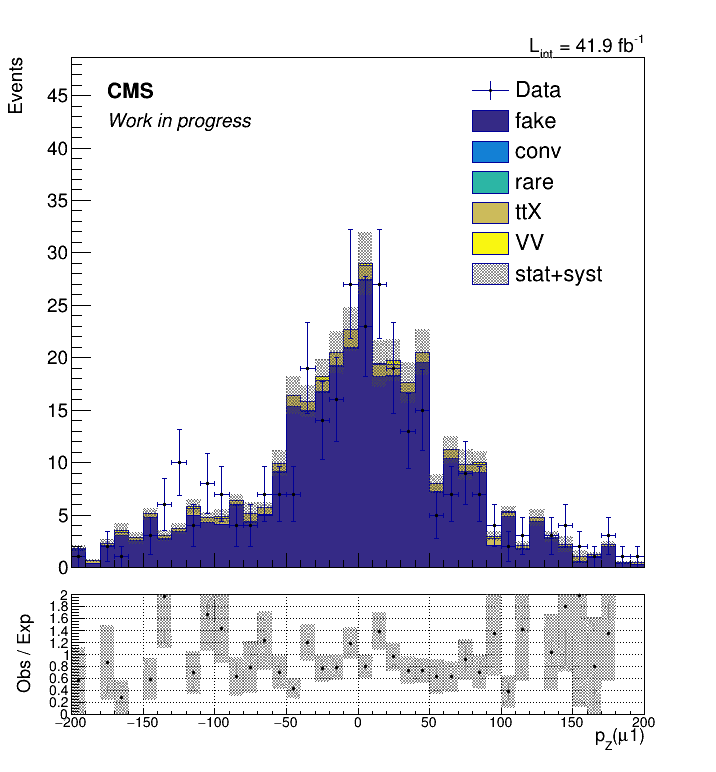 L_int = 41.9 fb^-1
Events
CMS
Work in progress
Data
fake
conv
rare
ttX
VV
stat+syst
45
40
35
30
25
20
15
10
5
0
Obs / Exp
2
1.8
1.6
1.4
1.2
1
0.8
0.6
0.4
0.2
0
−200 −150 −100 −50 0 50 100 150 200
p_Z(μ1)